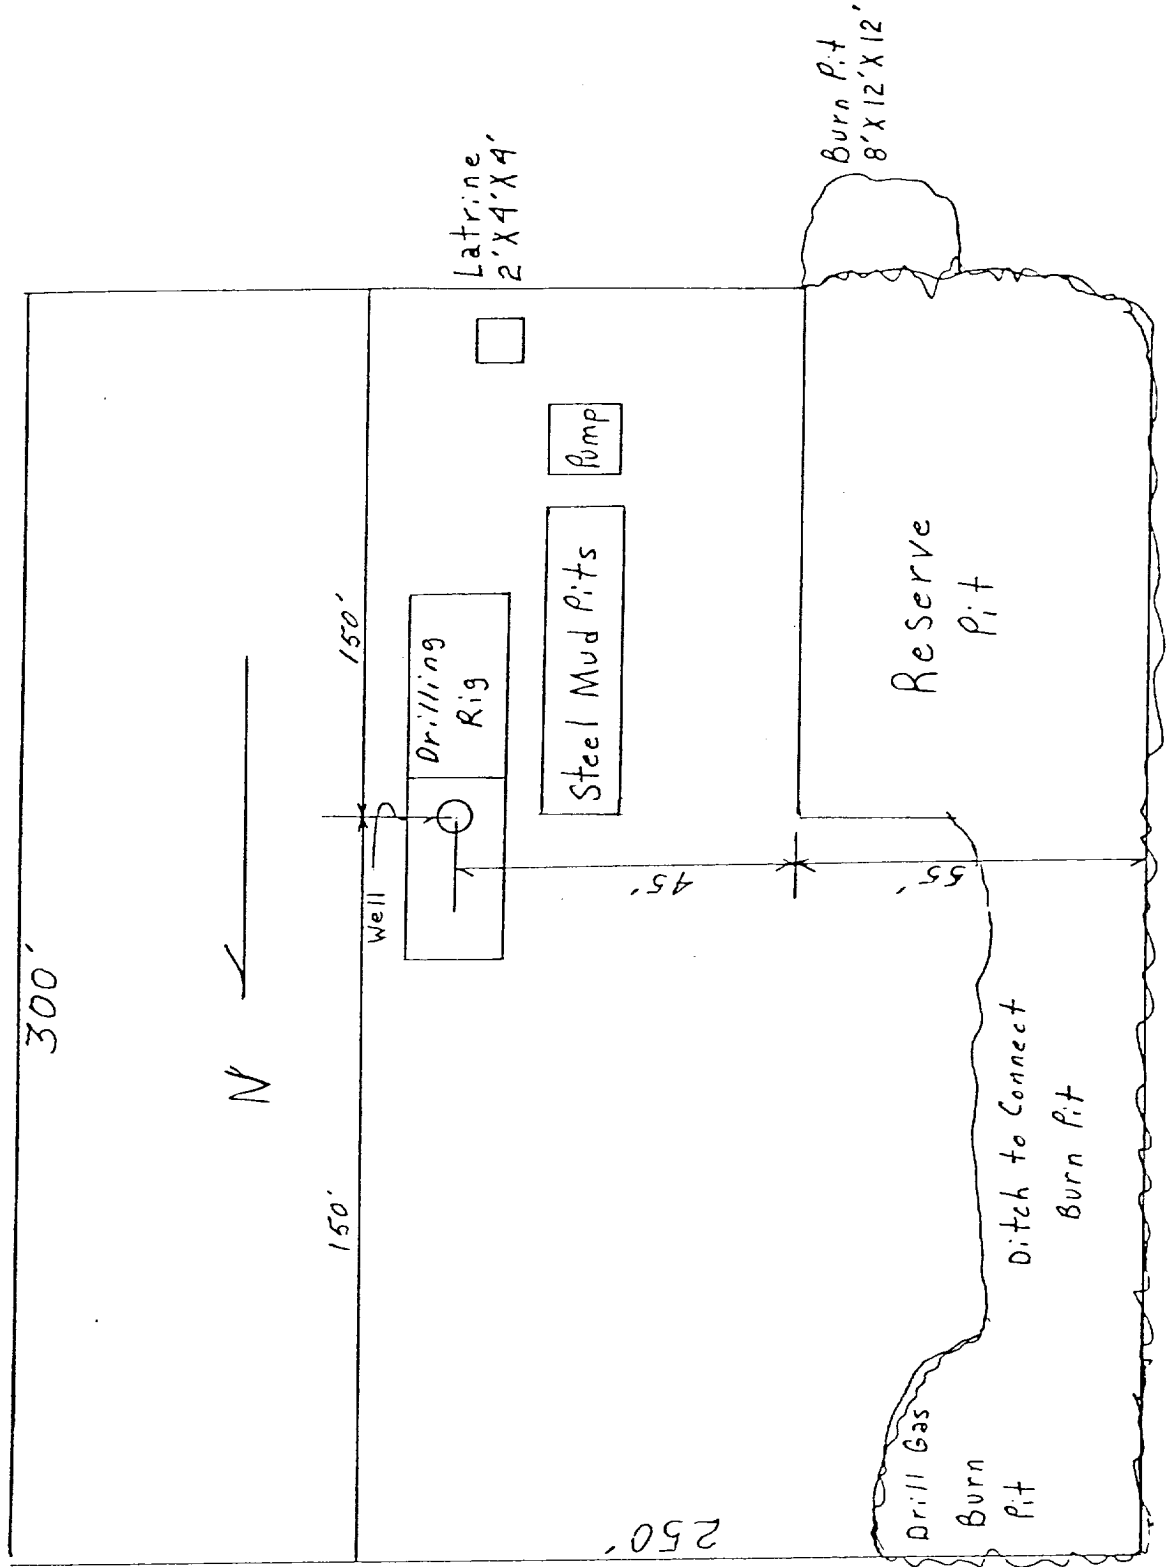 300'
N
150'
150'
Well
Drilling
Rig
Latrine
2'X4'X4'
Steel Mud Pits
Pump
45'
55'
250'
Burn Pit
8'X12'X12'
Reserve
Pit
Ditch to Connect
Burn Pit
Drill Gas
Burn
Pit